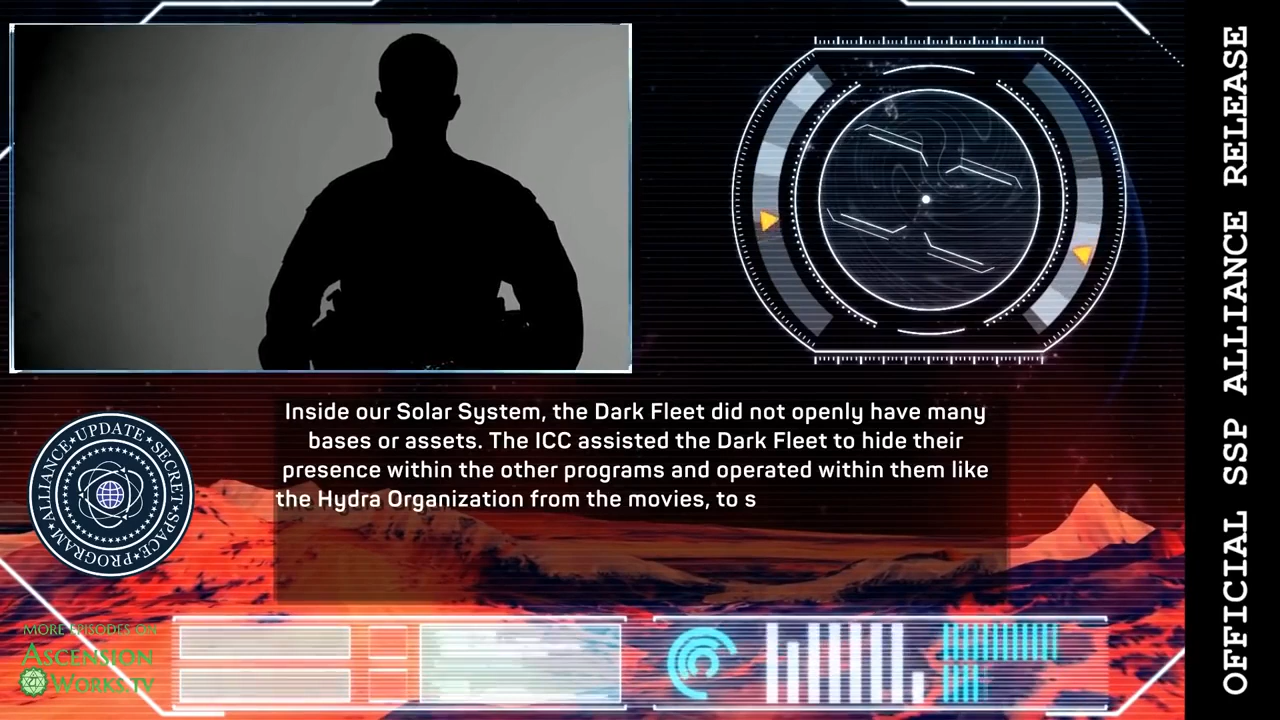 Inside our Solar System, the Dark Fleet did not openly have many
bases or assets. The ICC assisted the Dark Fleet to hide their
presence within the other programs and operated within them like
the Hydra Organization from the movies, to s
ALLIANCE★UPDATE★SECRET★SPACE★PROGRAM★
MORE EPISODES ON
ASCENSION
WORKS.TV
OFFICIAL SSP ALLIANCE RELEASE